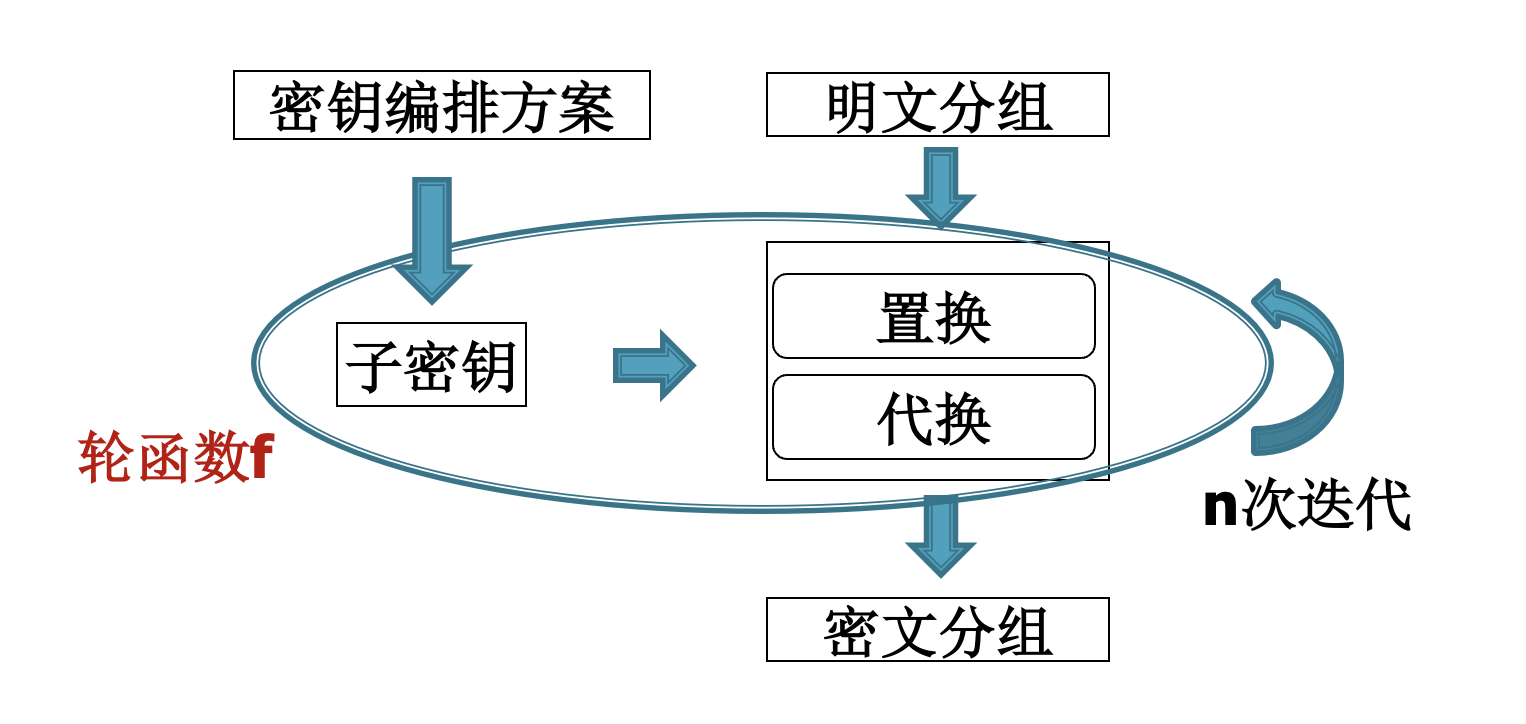 密钥编排方案
明文分组
置换
子密钥
代换
轮函数f
n次迭代
密文分组